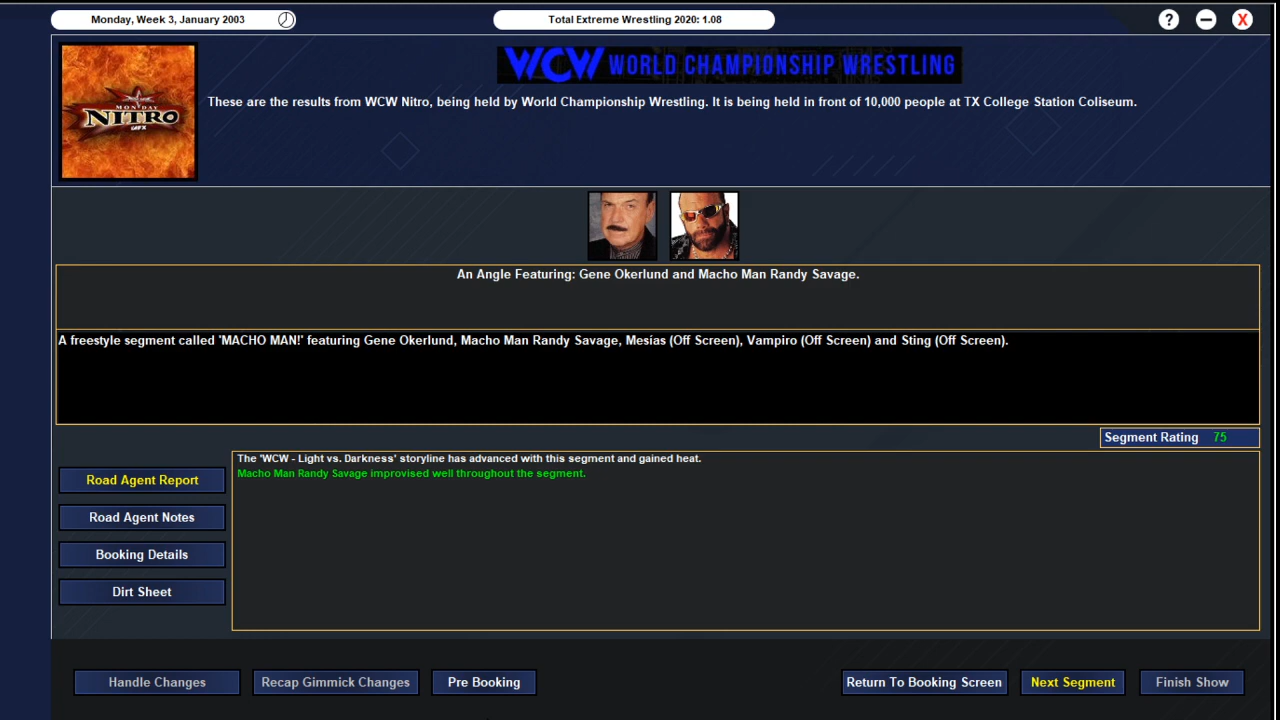 Monday, Week 3, January 2003
Total Extreme Wrestling 2020: 1.08
?
X
MONDAY
NITRO
WCW WORLD CHAMPIONSHIP WRESTLING
These are the results from WCW Nitro, being held by World Championship Wrestling. It is being held in front of 10,000 people at TX College Station Coliseum.
An Angle Featuring: Gene Okerlund and Macho Man Randy Savage.
A freestyle segment called 'MACHO MAN!' featuring Gene Okerlund, Macho Man Randy Savage, Mesías (Off Screen), Vampiro (Off Screen) and Sting (Off Screen).
Segment Rating 75
The 'WCW - Light vs. Darkness' storyline has advanced with this segment and gained heat.
Macho Man Randy Savage improvised well throughout the segment.
Road Agent Report
Road Agent Notes
Booking Details
Dirt Sheet
Handle Changes
Recap Gimmick Changes
Pre Booking
Return To Booking Screen
Next Segment
Finish Show